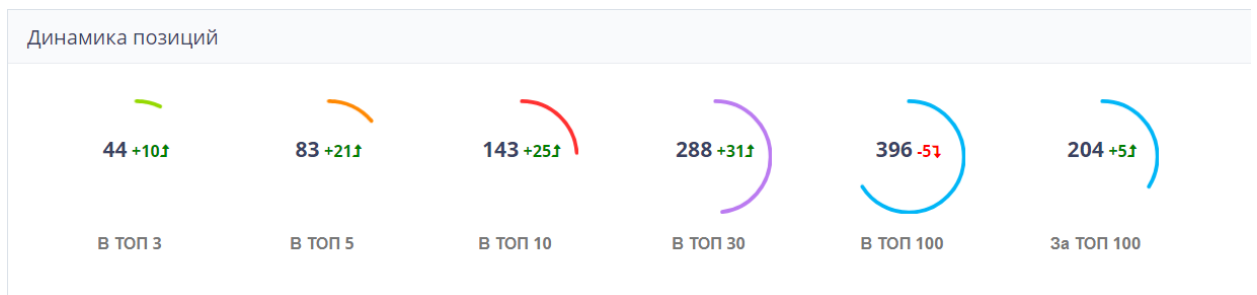 Динамика позиций
44 +10
83 +21
143 +25
288 +31
396 -5
204 +5
В ТОП 3
В ТОП 5
В ТОП 10
В ТОП 30
В ТОП 100
За ТОП 100